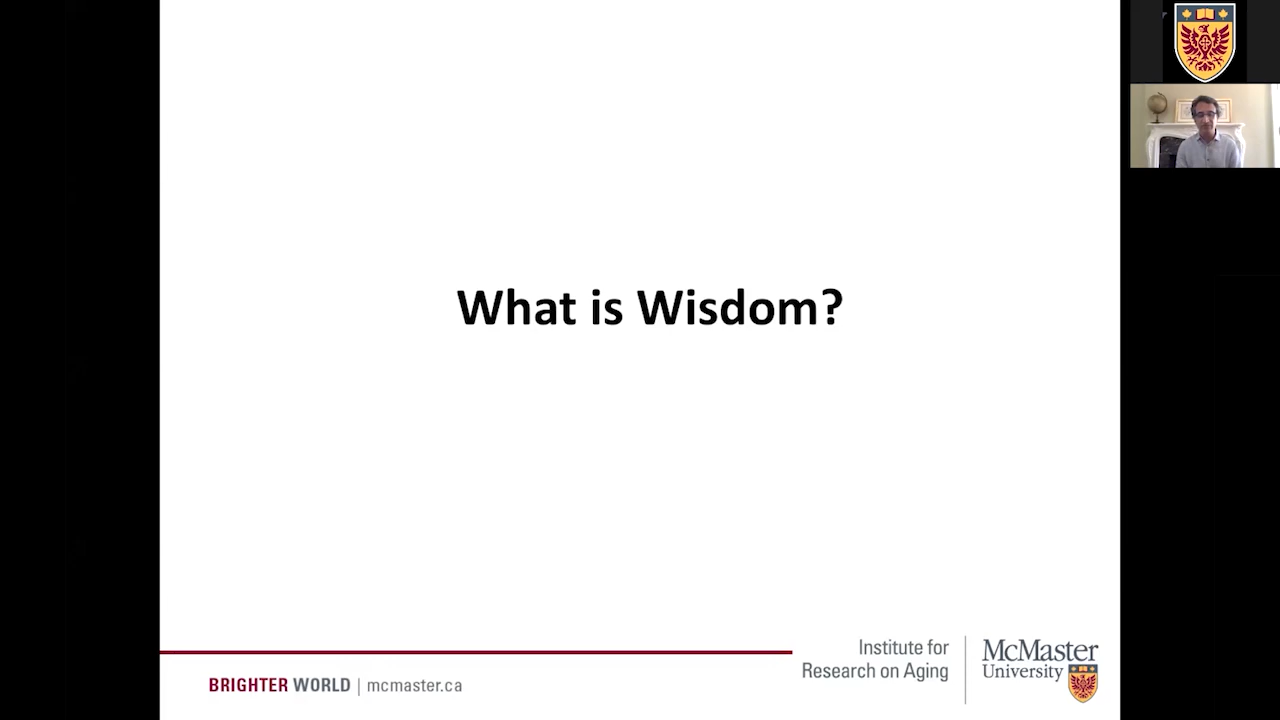 What is Wisdom?
Institute for
Research on Aging
McMaster
University
BRIGHTER WORLD | mcmaster.ca